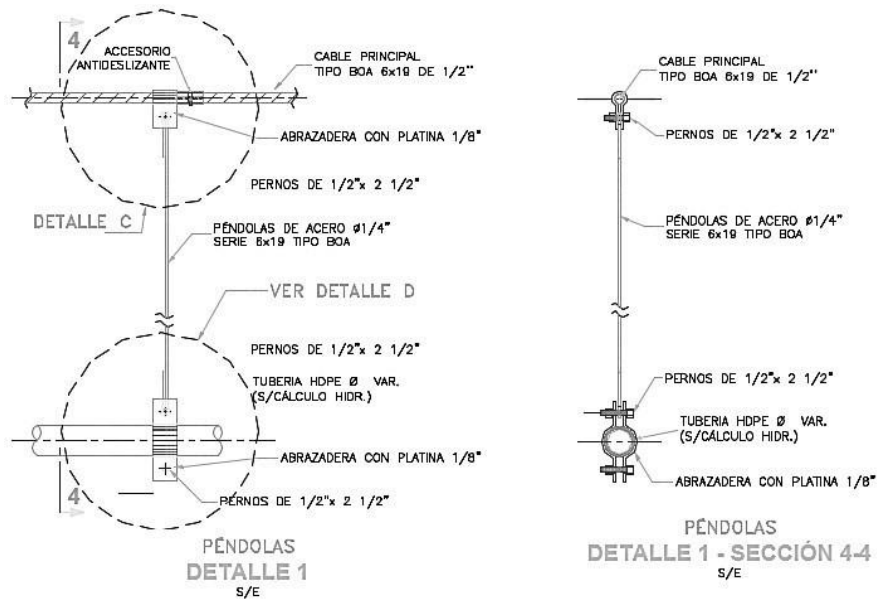 4
ACCESORIO
ANTIDESLIZANTE
CABLE PRINCIPAL
TIPO BOA 6x19 DE 1/2"
ABRAZADERA CON PLATINA 1/8"
PERNOS DE 1/2"x 2 1/2"
DETALLE C
PÉNDOLAS DE ACERO ø1/4"
SERIE 6x19 TIPO BOA
VER DETALLE D
PERNOS DE 1/2"x 2 1/2"
TUBERIA HDPE Ø VAR.
(S/CÁLCULO HIDR.)
ABRAZADERA CON PLATINA 1/8"
4
PERNOS DE 1/2"x 2 1/2"
PÉNDOLAS
DETALLE 1
S/E
CABLE PRINCIPAL
TIPO BOA 6x19 DE 1/2"
PERNOS DE 1/2"x 2 1/2"
PÉNDOLAS DE ACERO ø1/4"
SERIE 6x19 TIPO BOA
PERNOS DE 1/2"x 2 1/2"
TUBERIA HDPE Ø VAR.
(S/CÁLCULO HIDR.)
ABRAZADERA CON PLATINA 1/8"
PÉNDOLAS
DETALLE 1 - SECCIÓN 4-4
S/E